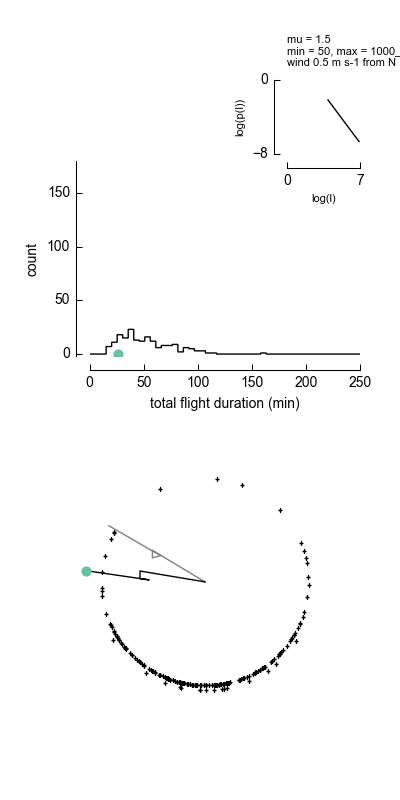 mu = 1.5
min = 50, max = 1000_
wind 0.5 m s-1 from N
0
log(p(l))
−8
0
7
log(l)
150
count
100
50
0
0
50
100
150
200
250
total flight duration (min)